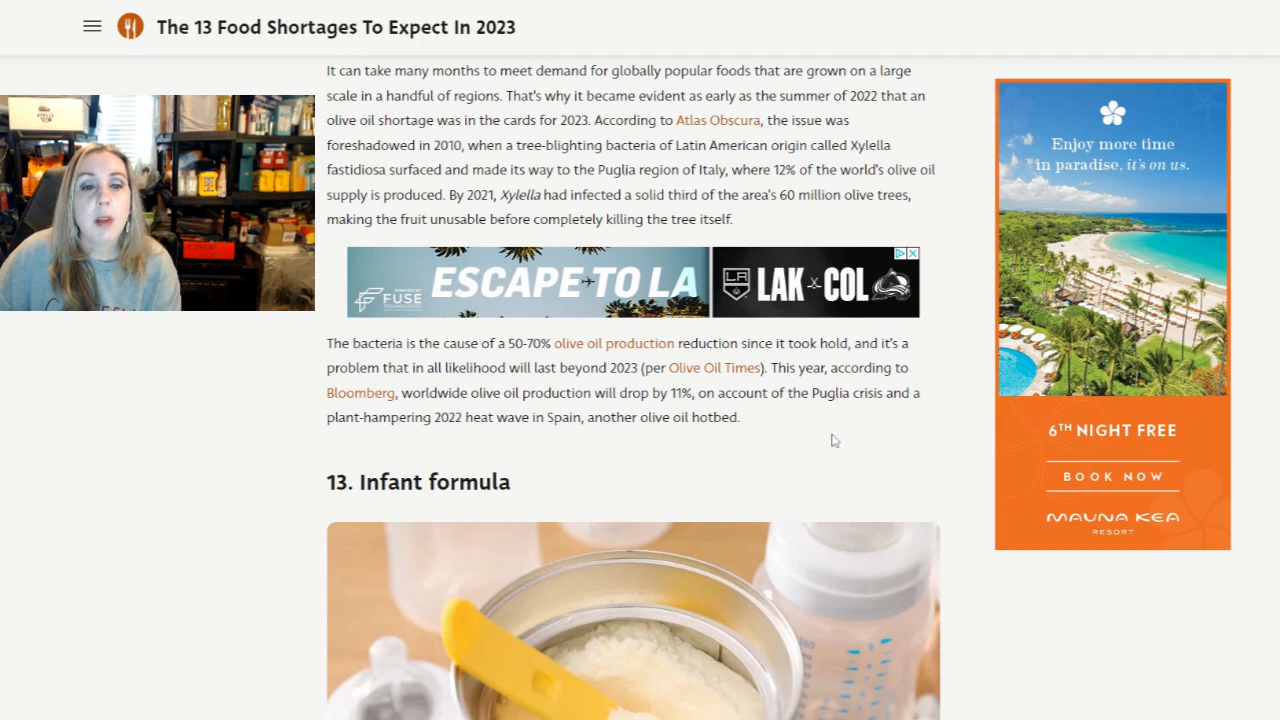 The 13 Food Shortages To Expect In 2023
It can take many months to meet demand for globally popular foods that are grown on a large
scale in a handful of regions. That's why it became evident as early as the summer of 2022 that an
olive oil shortage was in the cards for 2023. According to Atlas Obscura, the issue was
foreshadowed in 2010, when a tree-blighting bacteria of Latin American origin called Xylella
fastidiosa surfaced and made its way to the Puglia region of Italy, where 12% of the world's olive oil
supply is produced. By 2021, Xylella had infected a solid third of the area's 60 million olive trees,
making the fruit unusable before completely killing the tree itself.
POWERED BY
FUSE
ESCAPE TO LA
LA
LAK
COL
The bacteria is the cause of a 50-70% olive oil production reduction since it took hold, and it's a
problem that in all likelihood will last beyond 2023 (per Olive Oil Times). This year, according to
Bloomberg, worldwide olive oil production will drop by 11%, on account of the Puglia crisis and a
plant-hampering 2022 heat wave in Spain, another olive oil hotbed.
13. Infant formula
Enjoy more time
in paradise, it's on us.
6TH NIGHT FREE
BOOK NOW
MAUNA KEA
RESORT